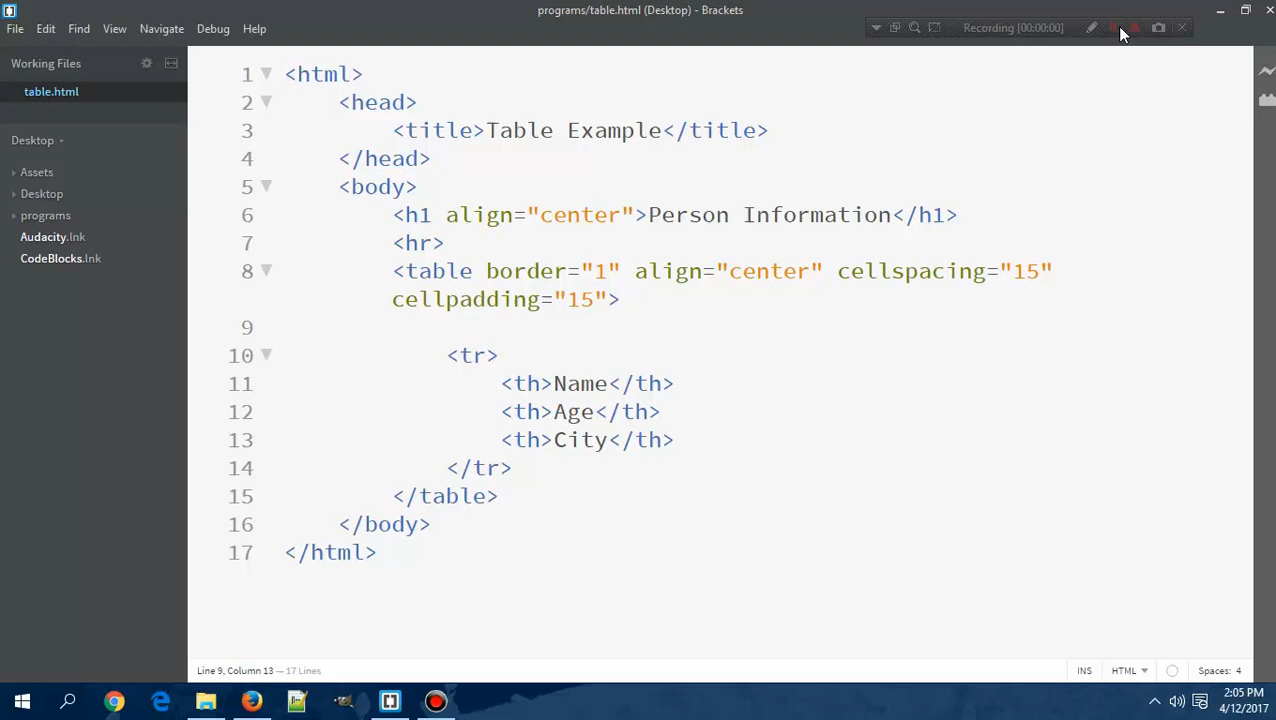 programs/table.html (Desktop) - Brackets
File Edit Find View Navigate Debug Help
Recording [00:00:00]
Working Files
table.html
Desktop
Assets
Desktop
programs
Audacity.lnk
CodeBlocks.lnk
1 <html>
2 <head>
3 <title>Table Example</title>
4 </head>
5 <body>
6 <h1 align="center">Person Information</h1>
7 <hr>
8 <table border="1" align="center" cellspacing="15"
cellpadding="15">
9
10 <tr>
11 <th>Name</th>
12 <th>Age</th>
13 <th>City</th>
14 </tr>
15 </table>
16 </body>
17 </html>
Line 9, Column 13 — 17 Lines
INS HTML Spaces: 4
2:05 PM
4/12/2017